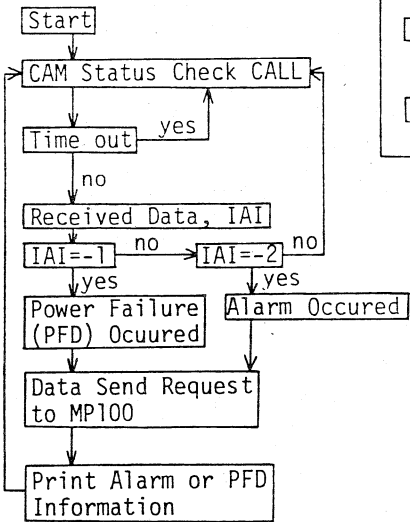 Start
CAM Status Check CALL
Time out
yes
no
Received Data, IAI
IAI=-1
no
IAI=-2
no
yes
yes
Power Failure
(PFD) Ocuured
Alarm Occured
Data Send Request
to MP100
Print Alarm or PFD
Information